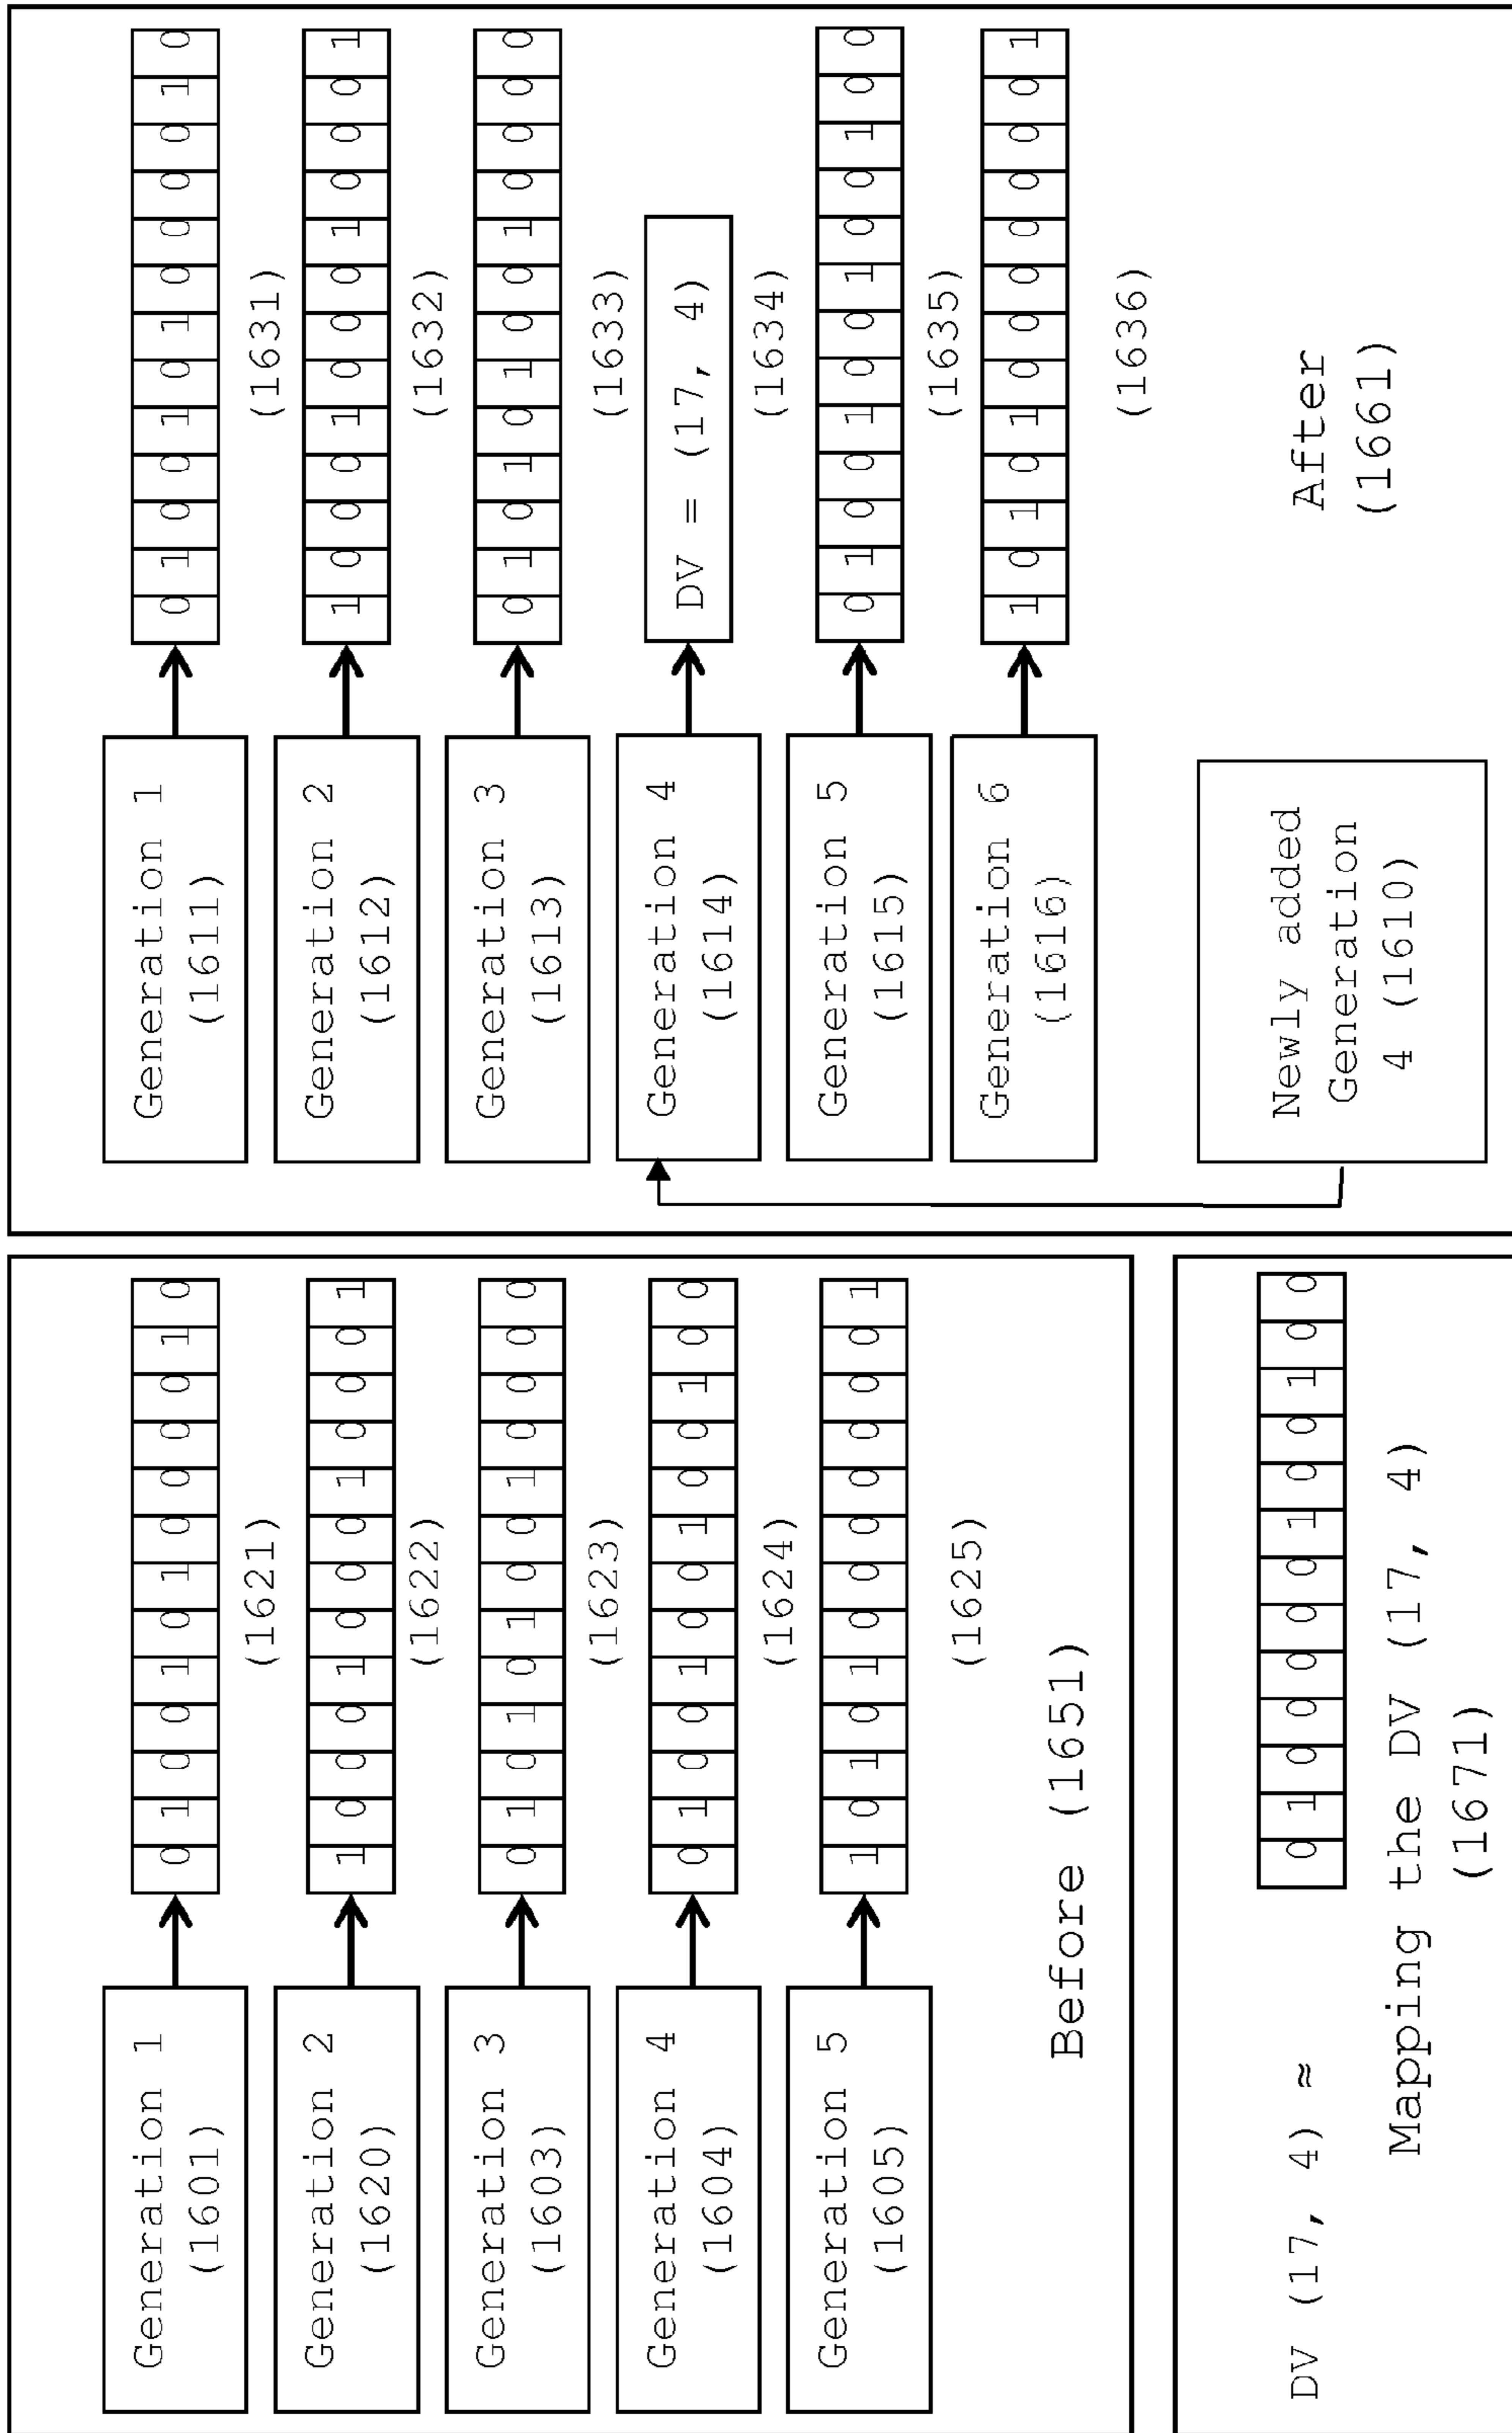 Generation 1
(1601)
0 1 0 0 1 0 1 0 0 0 0 1 0
(1621)
Generation 2
(1620)
1 0 0 0 1 0 0 0 1 0 0 0 1
(1622)
Generation 3
(1603)
0 1 0 1 0 1 0 0 1 0 0 0 0
(1623)
Generation 4
(1604)
0 1 0 0 1 0 0 1 0 0 1 0 0
(1624)
Generation 5
(1605)
1 0 1 0 1 0 0 0 0 0 0 0 1
(1625)
Before (1651)
DV (17, 4) ≈
0 1 0 0 0 0 0 1 0 0 1 0 0
Mapping the DV (17, 4)
(1671)
Generation 1
(1611)
0 1 0 0 1 0 1 0 0 0 0 1 0
(1631)
Generation 2
(1612)
1 0 0 0 1 0 0 0 1 0 0 0 1
(1632)
Generation 3
(1613)
0 1 0 1 0 1 0 0 1 0 0 0 0
(1633)
Generation 4
(1614)
DV = (17, 4)
(1634)
Generation 5
(1615)
0 1 0 0 1 0 0 1 0 0 1 0 0
(1635)
Generation 6
(1616)
1 0 1 0 1 0 0 0 0 0 0 0 1
(1636)
Newly added
Generation
4 (1610)
After
(1661)